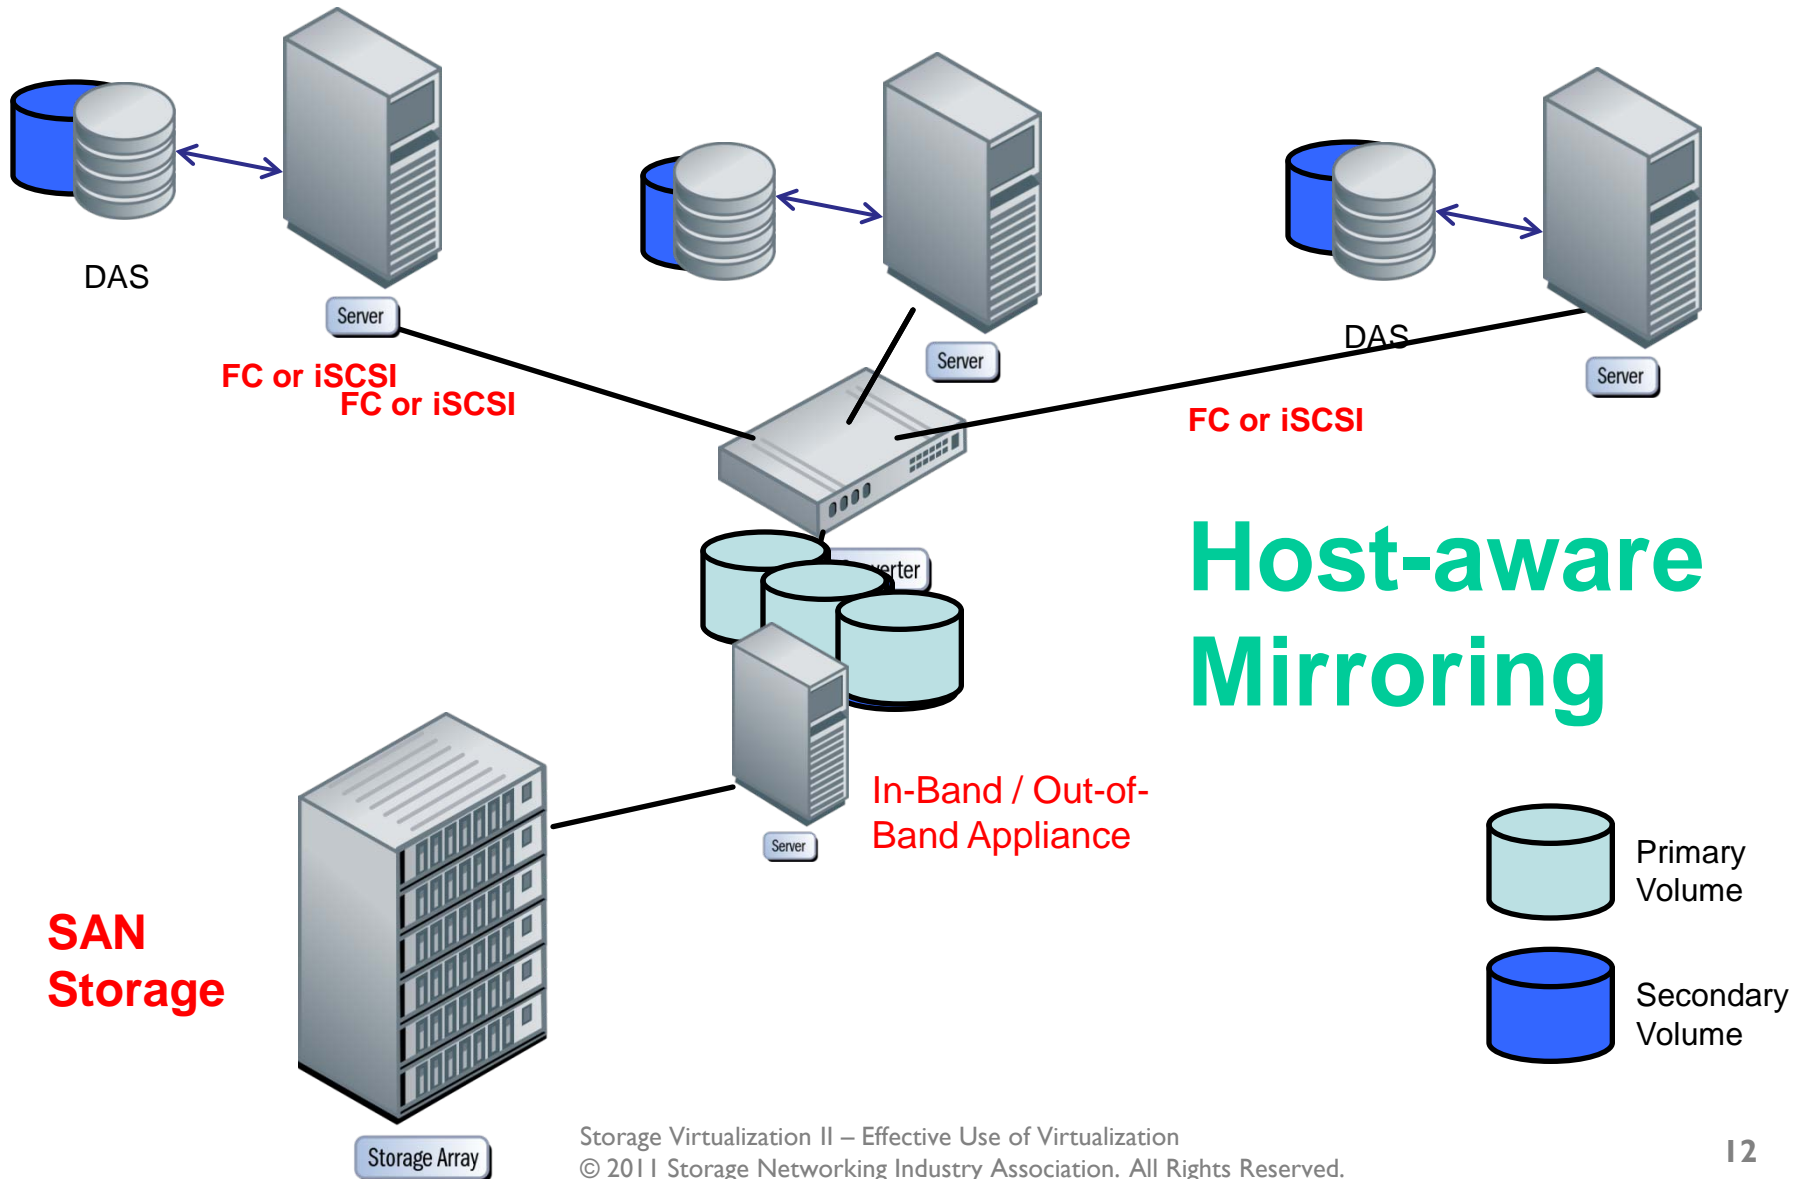 DAS
Server
Server
DAS
Server
FC or iSCSI
FC or iSCSI
FC or iSCSI
Host-aware
Mirroring
In-Band / Out-of-
Band Appliance
Server
Primary
Volume
SAN
Storage
Secondary
Volume
Storage Array
Storage Virtualization II – Effective Use of Virtualization
© 2011 Storage Networking Industry Association. All Rights Reserved.
12